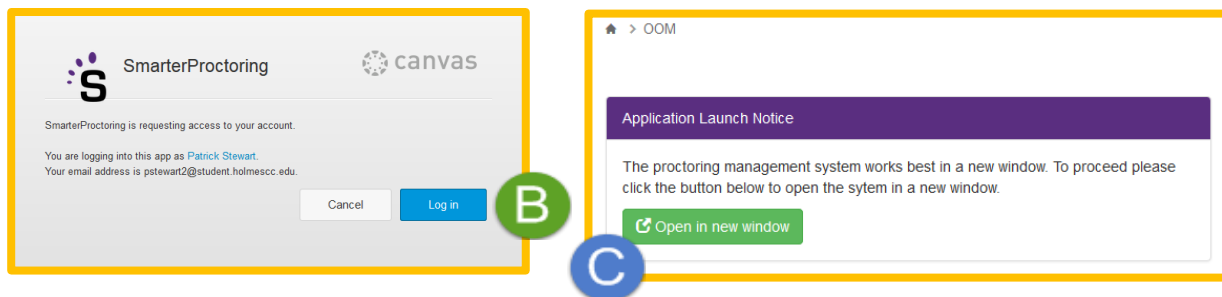 SmarterProctoring
canvas
SmarterProctoring is requesting access to your account.
You are logging into this app as Patrick Stewart.
Your email address is pstewart2@student.holmescc.edu.
Cancel
Log in
B
> OOM
Application Launch Notice
The proctoring management system works best in a new window. To proceed please
click the button below to open the sytem in a new window.
Open in new window
C